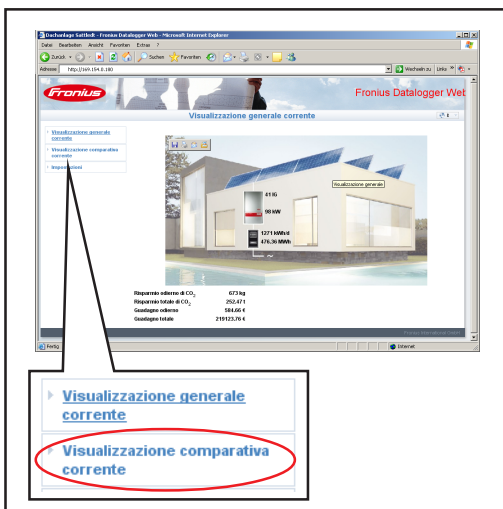 Dachanlage Sattledt - Fronius Datalogger Web - Microsoft Internet Explorer
Datei Bearbeiten Ansicht Favoriten Extras ?
Zurück Suchen Favoriten
Adresse http://169.254.0.180 Wechseln zu Links
Fronius
Fronius Datalogger Web
Visualizzazione generale corrente
Visualizzazione generale
corrente
Visualizzazione comparativa
corrente
Impostazioni
Visualizzazione generale
41 IG
98 kW
1271 kWh/d
476.36 MWh
Risparmio odierno di CO2 673 kg
Risparmio totale di CO2 252,47 t
Guadagno odierno 584.66 €
Guadagno totale 219123.76 €
Fronius International GmbH
Fertig Internet
Visualizzazione generale
corrente
Visualizzazione comparativa
corrente